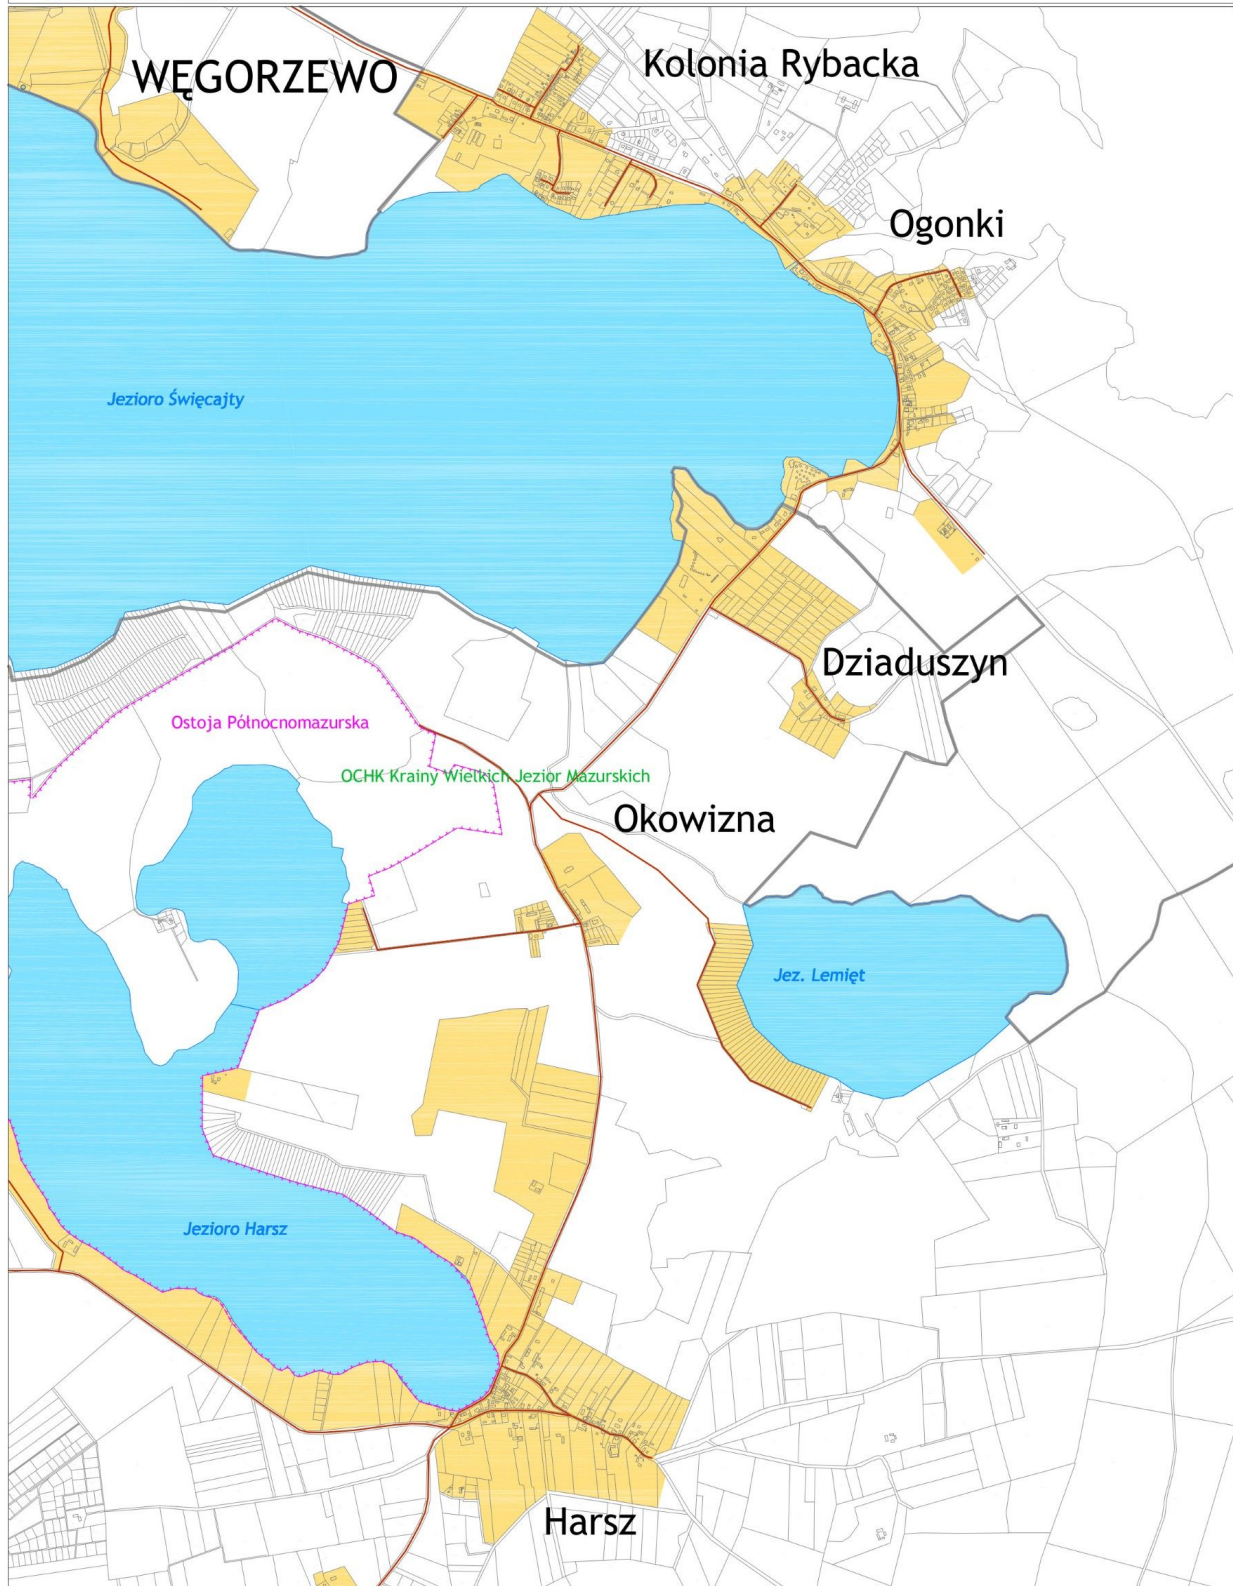 WĘGORZEWO
Kolonia Rybacka
Ogonki
Jezioro Święcajty
Dziaduszyn
Ostoja Północnomazurska
OCHK Krainy Wielkich Jezior Mazurskich
Okowizna
Jez. Lemięt
Jezioro Harsz
Harsz